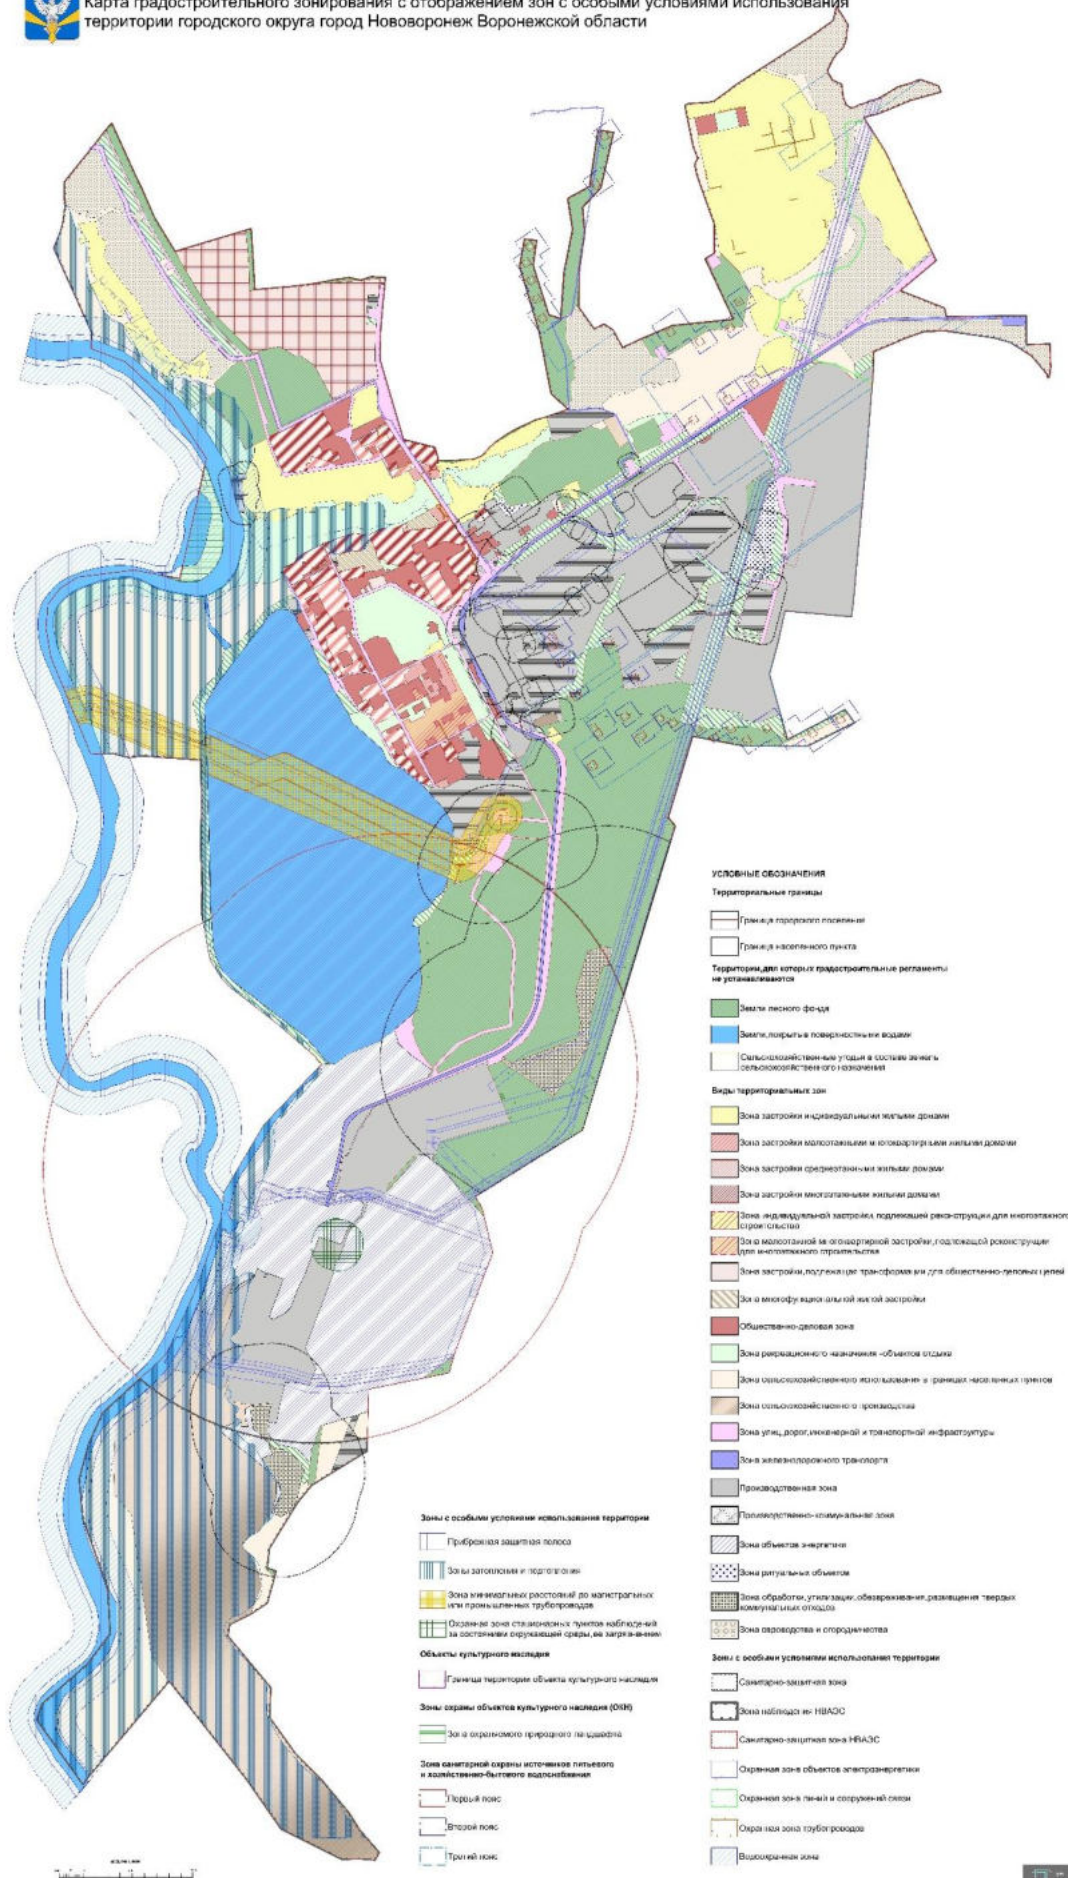 Карта градостроительного зонирования с отображением зон с особыми условиями использования
территории городского округа город Нововоронеж Воронежской области
УСЛОВНЫЕ ОБОЗНАЧЕНИЯ
Территориальные границы
Граница городского поселения
Граница населенного пункта
Территории, для которых градостроительные регламенты
не устанавливаются
Земли лесного фонда
Земли, покрытые поверхностными водами
Сельскохозяйственные угодья в составе земель
сельскохозяйственного назначения
Виды территориальных зон
Зона застройки индивидуальными жилыми домами
Зона застройки малоэтажными многоквартирными жилыми домами
Зона застройки среднеэтажными жилыми домами
Зона застройки многоэтажными жилыми домами
Зона индивидуальной застройки, подлежащей реконструкции для многоэтажного
строительства
Зона малоэтажной многоквартирной застройки, подлежащей реконструкции
для многоэтажного строительства
Зона застройки, подлежащая трансформации для общественно-деловых целей
Зона многофункциональной жилой застройки
Общественно-деловая зона
Зона рекреационного назначения - объектов отдыха
Зона сельскохозяйственного использования в границах населенных пунктов
Зона сельскохозяйственного производства
Зона улиц, дорог, инженерной и транспортной инфраструктуры
Зона железнодорожного транспорта
Производственная зона
Производственно-коммунальная зона
Зона объектов энергетики
Зона ритуальных объектов
Зона обработки, утилизации, обезвреживания, размещения твердых
коммунальных отходов
Зона садоводства и огородничества
Зоны с особыми условиями использования территории
Санитарно-защитная зона
Зона наблюдения НВАЭС
Санитарно-защитная зона НВАЭС
Охранная зона объектов электроэнергетики
Охранная зона линий и сооружений связи
Охранная зона трубопроводов
Водоохранная зона
Зоны с особыми условиями использования территории
Прибрежная защитная полоса
Зоны затопления и подтопления
Зона минимальных расстояний до магистральных
или промышленных трубопроводов
Охранная зона стационарных пунктов наблюдений
за состоянием окружающей среды, ее загрязнением
Объекты культурного наследия
Граница территории объекта культурного наследия
Зоны охраны объектов культурного наследия (ОКН)
Зона охраняемого природного ландшафта
Зона санитарной охраны источников питьевого
и хозяйственно-бытового водоснабжения
Первый пояс
Второй пояс
Третий пояс